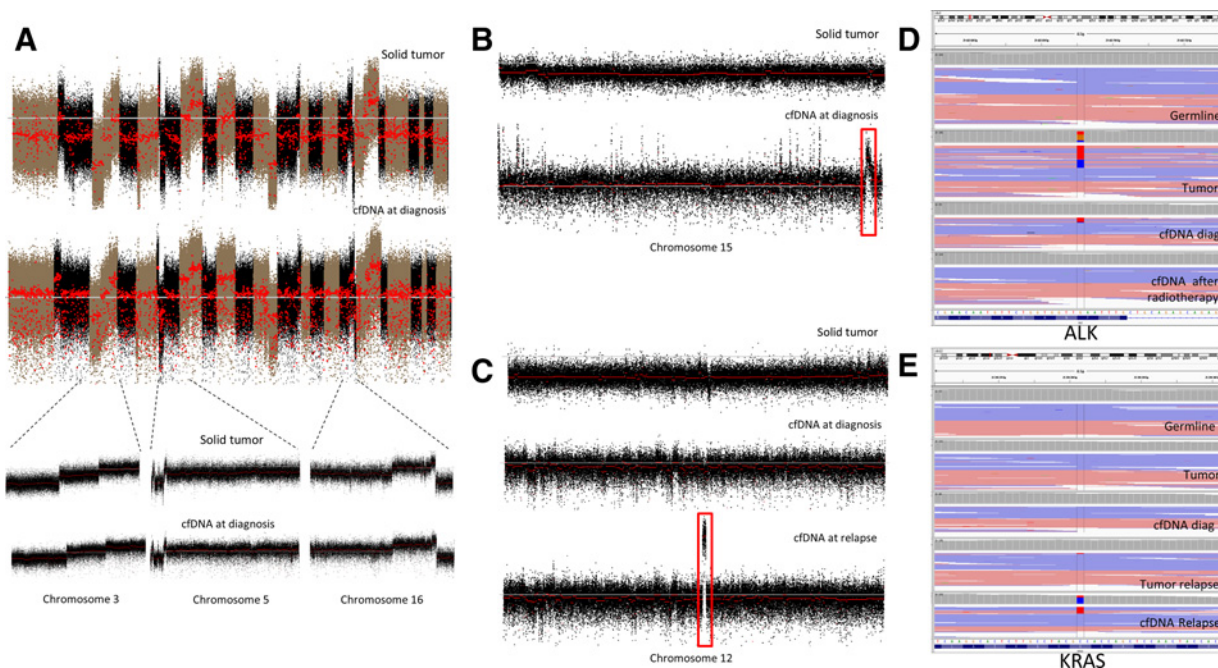 A
Solid tumor
cfDNA at diagnosis
Solid tumor
cfDNA at diagnosis
Chromosome 3
Chromosome 5
Chromosome 16
B
Solid tumor
cfDNA at diagnosis
Chromosome 15
C
Solid tumor
cfDNA at diagnosis
cfDNA at relapse
Chromosome 12
D
Germline
Tumor
cfDNA diag
cfDNA after
radiotherapy
ALK
E
Germline
Tumor
cfDNA diag
Tumor relapse
cfDNA Relapse
KRAS